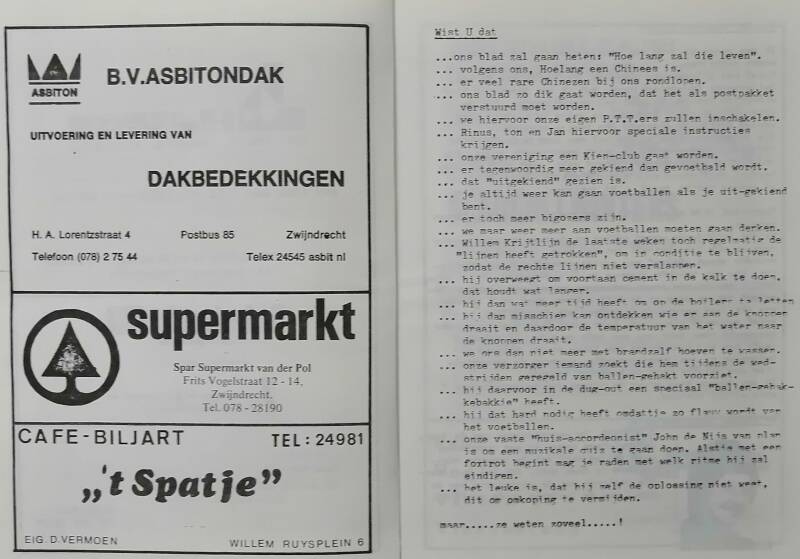 ASBITON
B.V.ASBITONDAK
UITVOERING EN LEVERING VAN
DAKBEDEKKINGEN
H. A. Lorentzstraat 4 Postbus 85 Zwijndrecht
Telefoon (078) 2 75 44 Telex 24545 asbit nl
supermarkt
Spar Supermarkt van der Pol
Frits Vogelstraat 12 - 14,
Zwijndrecht.
Tel. 078 - 28190
CAFE-BILJART TEL: 24981
„'t Spatje”
EIG. D. VERMOEN WILLEM RUYSPLEIN 6
Wist U dat
...ons blad zal gaan heten: "Hoe lang zal die leven".
... volgens ons, Hoelang een Chinees is.
... er veel rare Chinezen bij ons rondlopen.
... ons blad zo dik gaat worden, dat het als postpakket
verstuurd moet worden.
... we hiervoor onze eigen P.T.T.ers zullen inschakelen.
... Rinus, ton en Jan hiervoor speciale instructies
krijgen.
... onze vereniging een Kien-club gaat worden.
... er tegenwoordig meer gekiend dan gevoetbald wordt.
... dat "uitgekiend" gezien is.
... je altijd weer kan gaan voetballen als je uit-gekiend
bent.
... er toch meer bigozers zijn.
... we maar weer meer aan voetballen moeten gaan denken.
... Willem Krijtlijn de laatste weken toch regelmatig de
"lijnen heeft getrokken", om in conditie te blijven,
zodat de rechte lijnen niet verslappen.
... hij overweegt om voortaan cement in de kalk te doen,
dat houdt wat langer.
... hij dan wat meer tijd heeft om op de boilers te letten
... hij dan misschien kan ontdekken wie er aan de knoppen
draait en daardoor de temperatuur van het water naar
de knoppen draait.
... we ons dan niet meer met brandzalf hoeven te wassen.
... onze verzorger iemand zoekt die hem tijdens de wed-
strijden geregeld van ballen-gehakt voorziet.
... hij daarvoor in de dug-out een speciaal "ballen-gehak-
kebakkie" heeft.
... hij dat hard nodig heeft omdattie zo flauw wordt van
het voetballen.
... onze vaste "huis-accordeonist" John de Nijs van plan
is om een muzikale quiz te gaan doen. Alstie met een
foxtrot begint mag je raden met welk ritme hij zal
eindigen.
... het leuke is, dat hij zelf de oplossing niet weet,
dit om omkoping te vermijden.
maar.....ze weten zoveel.....!